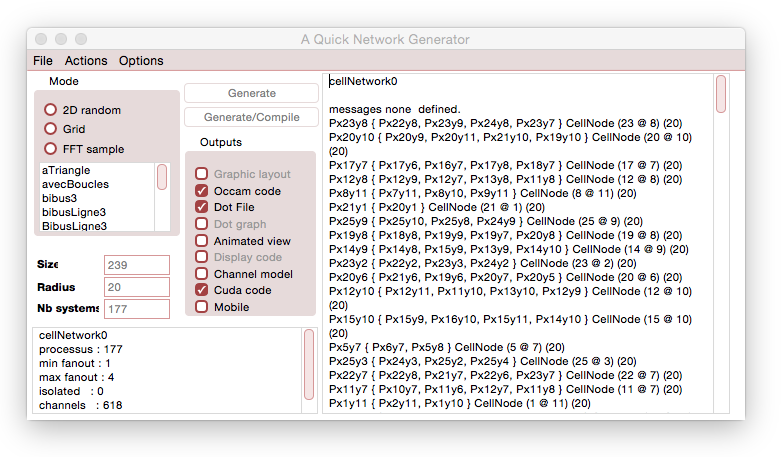 A Quick Network Generator
File Actions Options
Mode
2D random
Grid
FFT sample
aTriangle
avecBoucles
bibus3
bibusLigne3
BibusLigne3
Size 239
Radius 20
Nb systems 177
Generate
Generate/Compile
Outputs
Graphic layout
Occam code
Dot File
Dot graph
Animated view
Display code
Channel model
Cuda code
Mobile
cellNetwork0
processus : 177
min fanout : 1
max fanout : 4
isolated : 0
channels : 618
cellNetwork0
messages none defined.
Px23y8 { Px22y8, Px23y9, Px24y8, Px23y7 } CellNode (23 @ 8) (20)
Px20y10 { Px20y9, Px20y11, Px21y10, Px19y10 } CellNode (20 @ 10)
(20)
Px17y7 { Px17y6, Px16y7, Px17y8, Px18y7 } CellNode (17 @ 7) (20)
Px12y8 { Px12y9, Px12y7, Px13y8, Px11y8 } CellNode (12 @ 8) (20)
Px8y11 { Px7y11, Px8y10, Px9y11 } CellNode (8 @ 11) (20)
Px21y1 { Px20y1 } CellNode (21 @ 1) (20)
Px25y9 { Px25y10, Px25y8, Px24y9 } CellNode (25 @ 9) (20)
Px19y8 { Px18y8, Px19y9, Px19y7, Px20y8 } CellNode (19 @ 8) (20)
Px14y9 { Px14y8, Px15y9, Px13y9, Px14y10 } CellNode (14 @ 9) (20)
Px23y2 { Px22y2, Px23y3, Px24y2 } CellNode (23 @ 2) (20)
Px20y6 { Px21y6, Px19y6, Px20y7, Px20y5 } CellNode (20 @ 6) (20)
Px12y10 { Px12y11, Px11y10, Px13y10, Px12y9 } CellNode (12 @ 10)
(20)
Px15y10 { Px15y9, Px16y10, Px15y11, Px14y10 } CellNode (15 @ 10)
(20)
Px5y7 { Px6y7, Px5y8 } CellNode (5 @ 7) (20)
Px25y3 { Px24y3, Px25y2, Px25y4 } CellNode (25 @ 3) (20)
Px22y7 { Px22y8, Px21y7, Px22y6, Px23y7 } CellNode (22 @ 7) (20)
Px11y7 { Px10y7, Px11y6, Px12y7, Px11y8 } CellNode (11 @ 7) (20)
Px1y11 { Px2y11, Px1y10 } CellNode (1 @ 11) (20)